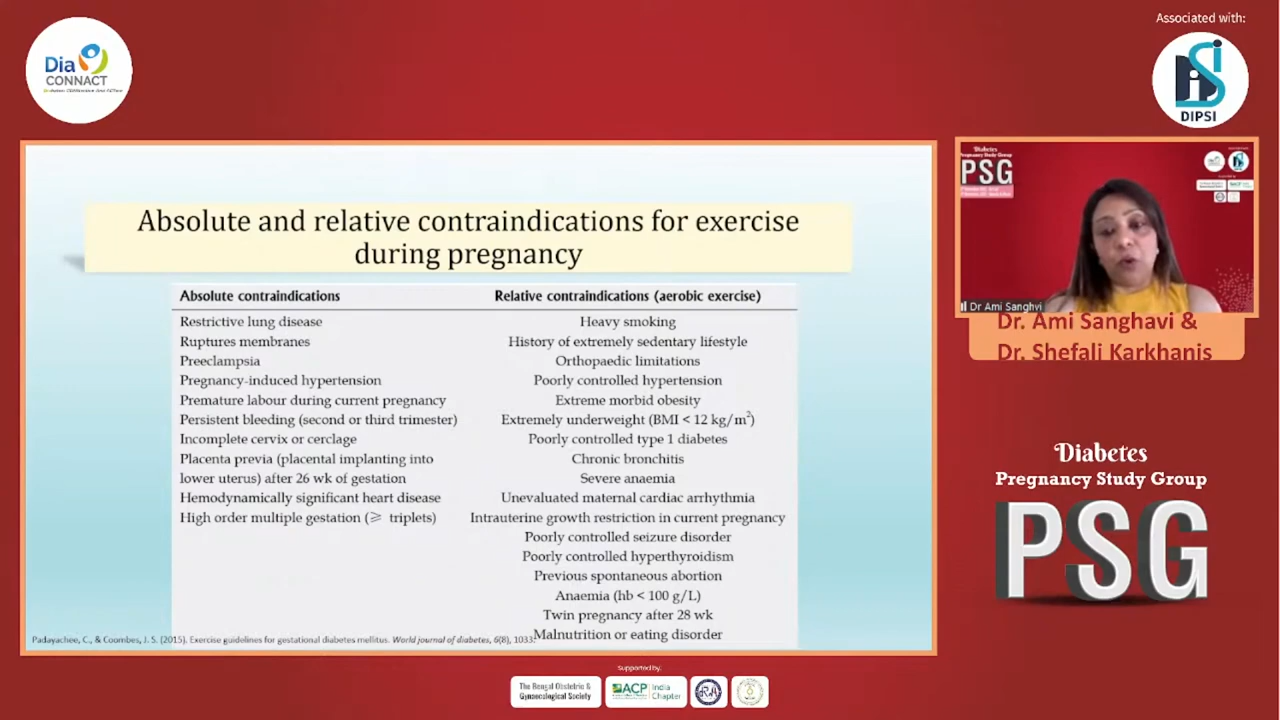 Associated with:
Dia
CONNACT
DIPSI
Absolute and relative contraindications for exercise
during pregnancy
Absolute contraindications
Restrictive lung disease
Ruptures membranes
Preeclampsia
Pregnancy-induced hypertension
Premature labour during current pregnancy
Persistent bleeding (second or third trimester)
Incomplete cervix or cerclage
Placenta previa (placental implanting into
lower uterus) after 26 wk of gestation
Hemodynamically significant heart disease
High order multiple gestation (⩾ triplets)
Relative contraindications (aerobic exercise)
Heavy smoking
History of extremely sedentary lifestyle
Orthopaedic limitations
Poorly controlled hypertension
Extreme morbid obesity
Extremely underweight (BMI < 12 kg/m²)
Poorly controlled type 1 diabetes
Chronic bronchitis
Severe anaemia
Unevaluated maternal cardiac arrhythmia
Intrauterine growth restriction in current pregnancy
Poorly controlled seizure disorder
Poorly controlled hyperthyroidism
Previous spontaneous abortion
Anaemia (hb < 100 g/L)
Twin pregnancy after 28 wk
Malnutrition or eating disorder
Padayachee, C., & Coombes, J. S. (2015). Exercise guidelines for gestational diabetes mellitus. World journal of diabetes, 6(8), 1033.
Diabetes
Pregnancy Study Group
PSG
Dr Ami Sanghvi
Dr. Ami Sanghavi &
Dr. Shefali Karkhanis
Diabetes
Pregnancy Study Group
PSG
Supported by:
The Bengal Obstetric &
Gynaecological Society
ACP India
Chapter